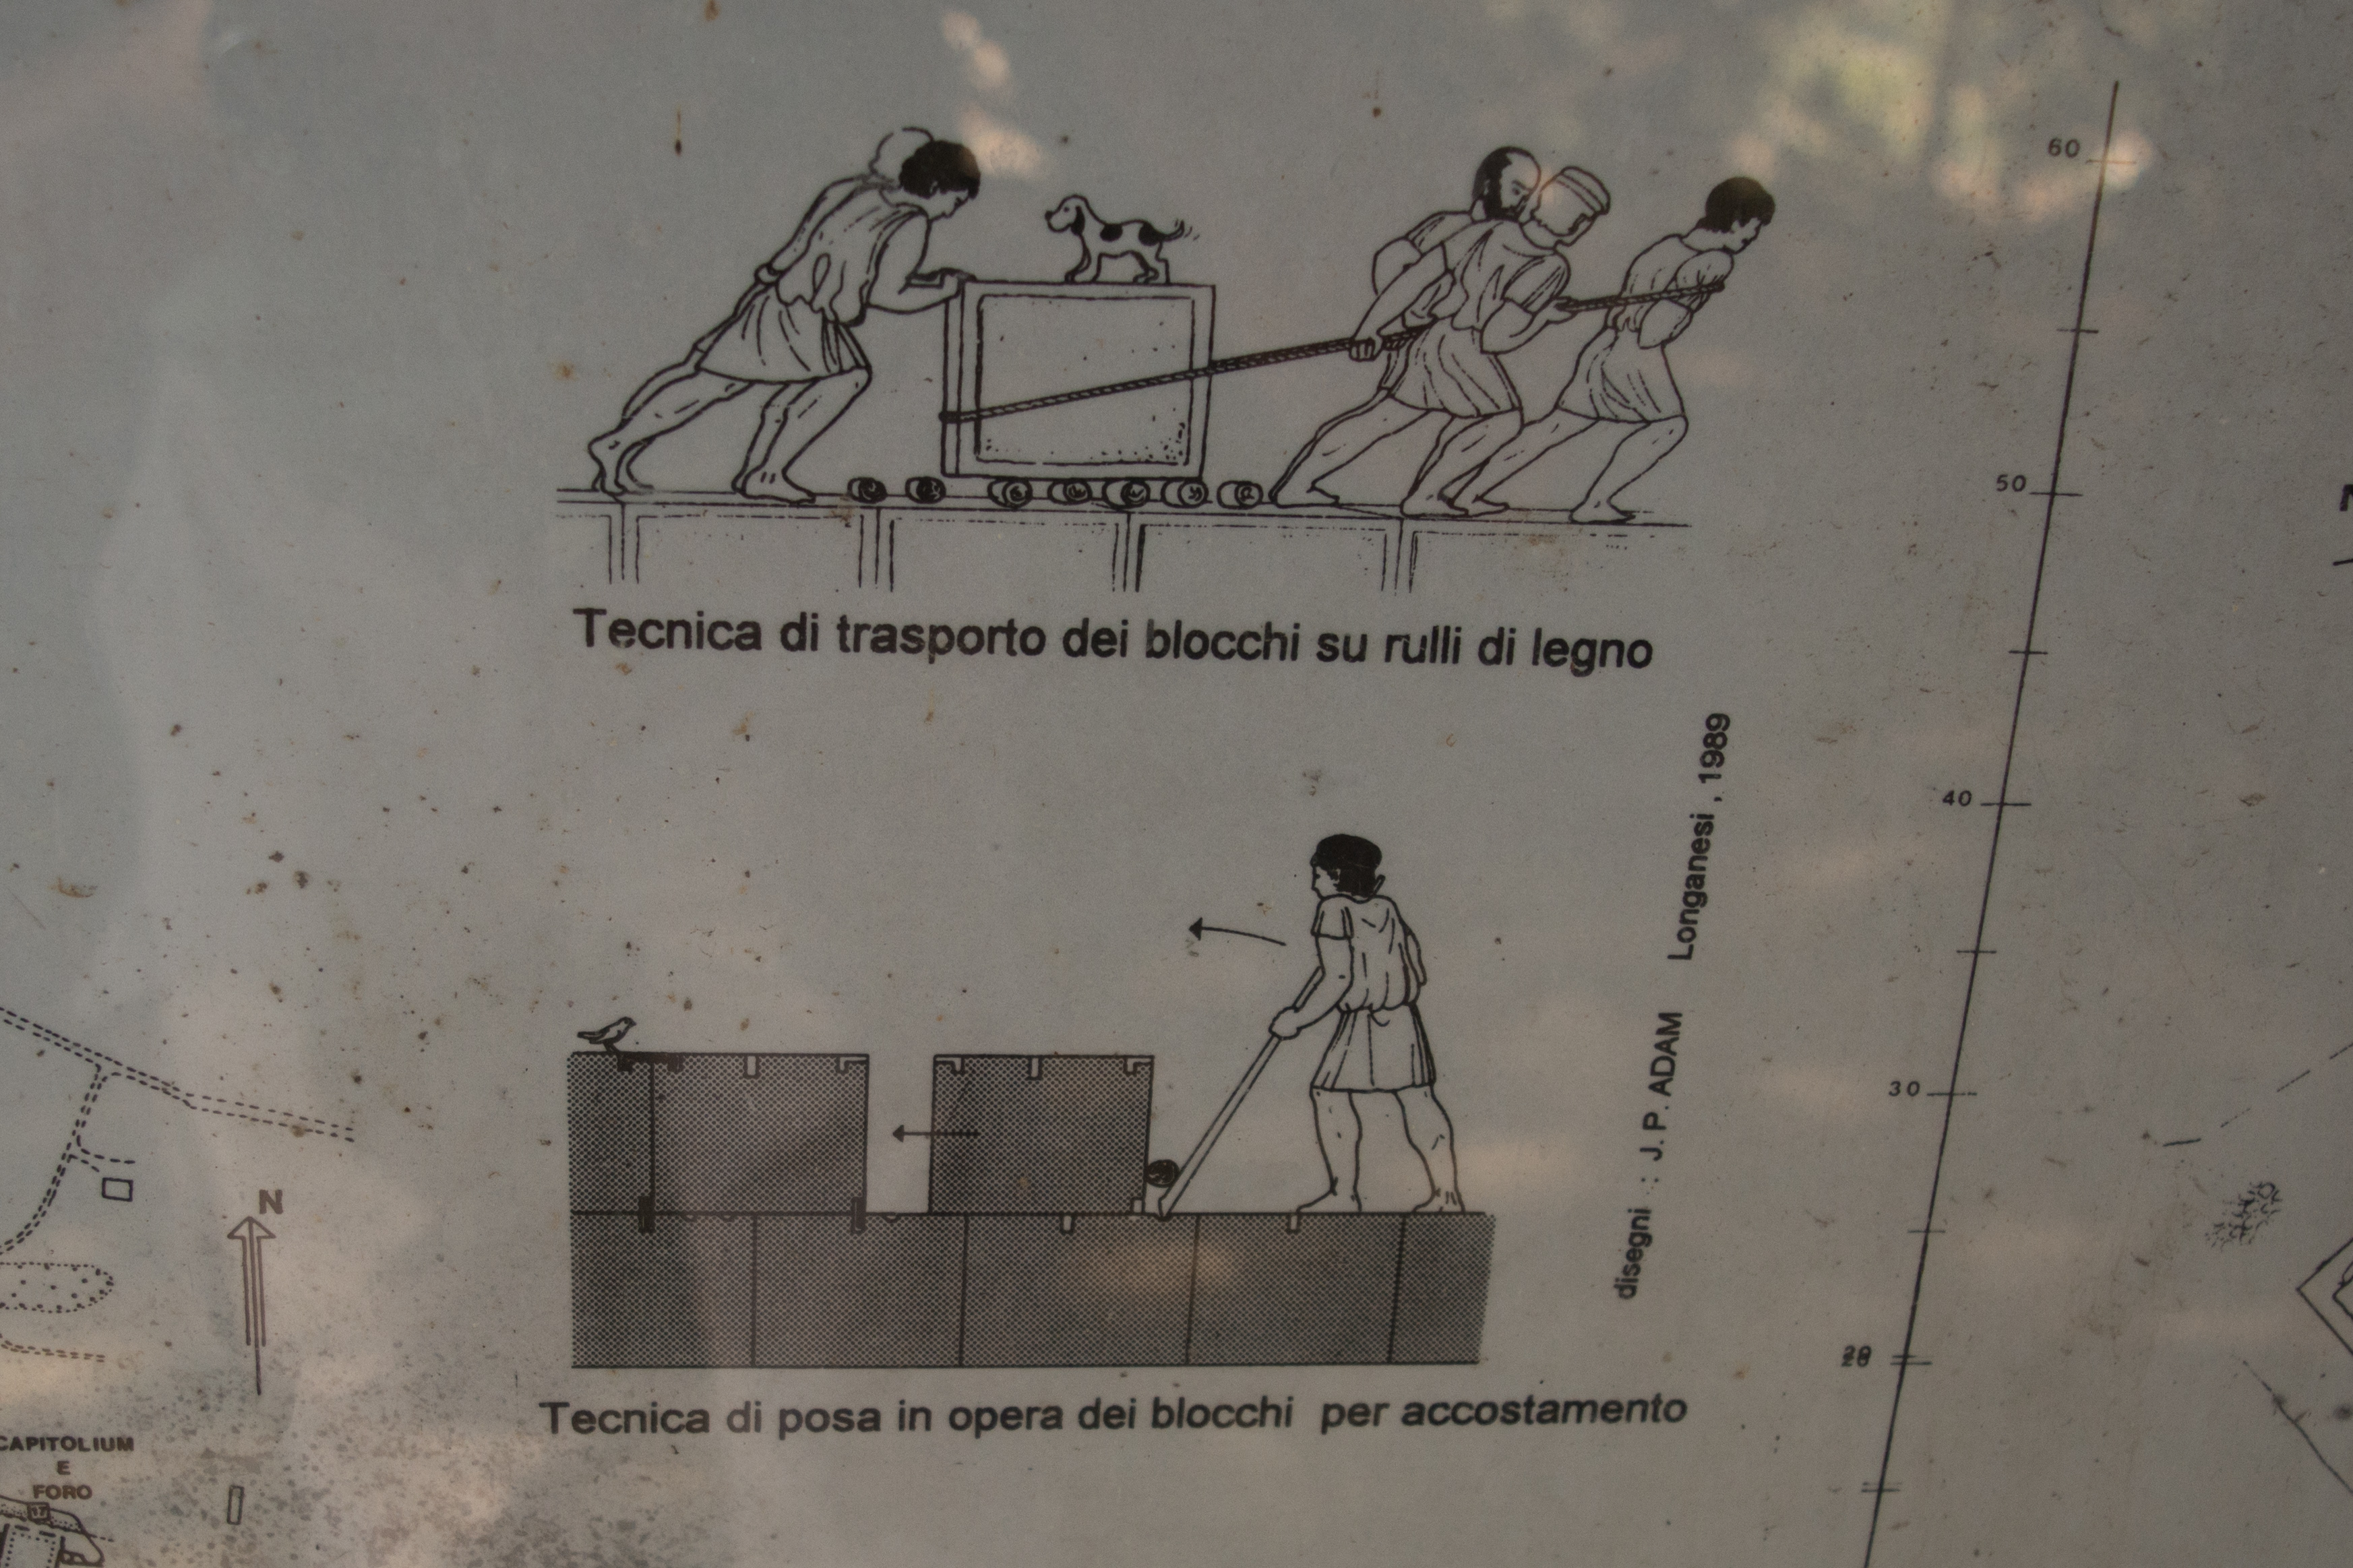 Tecnica di trasporto dei blocchi su rulli di legno
disegni : J. P. ADAM Longanesi , 1989
Tecnica di posa in opera dei blocchi per accostamento
60
50
40
30
20
N
CAPITOLIUM
E
FORO